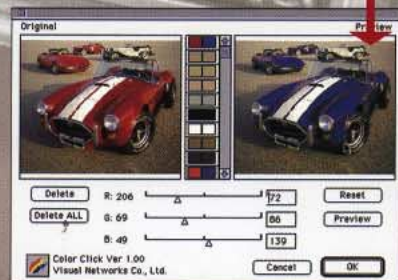 Original
Preview
Delete
R: 206
72
Reset
Delete ALL
G: 69
86
Preview
B: 49
139
Color Click Ver 1.00
Visual Networks Co., Ltd.
Cancel
OK